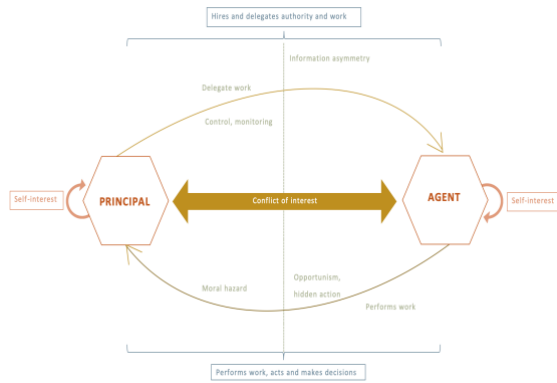 Hires and delegates authority and work
Information asymmetry
Delegate work
Control, monitoring
Self-interest
PRINCIPAL
Conflict of interest
AGENT
Self-interest
Moral hazard
Opportunism,
hidden action
Performs work
Performs work, acts and makes decisions